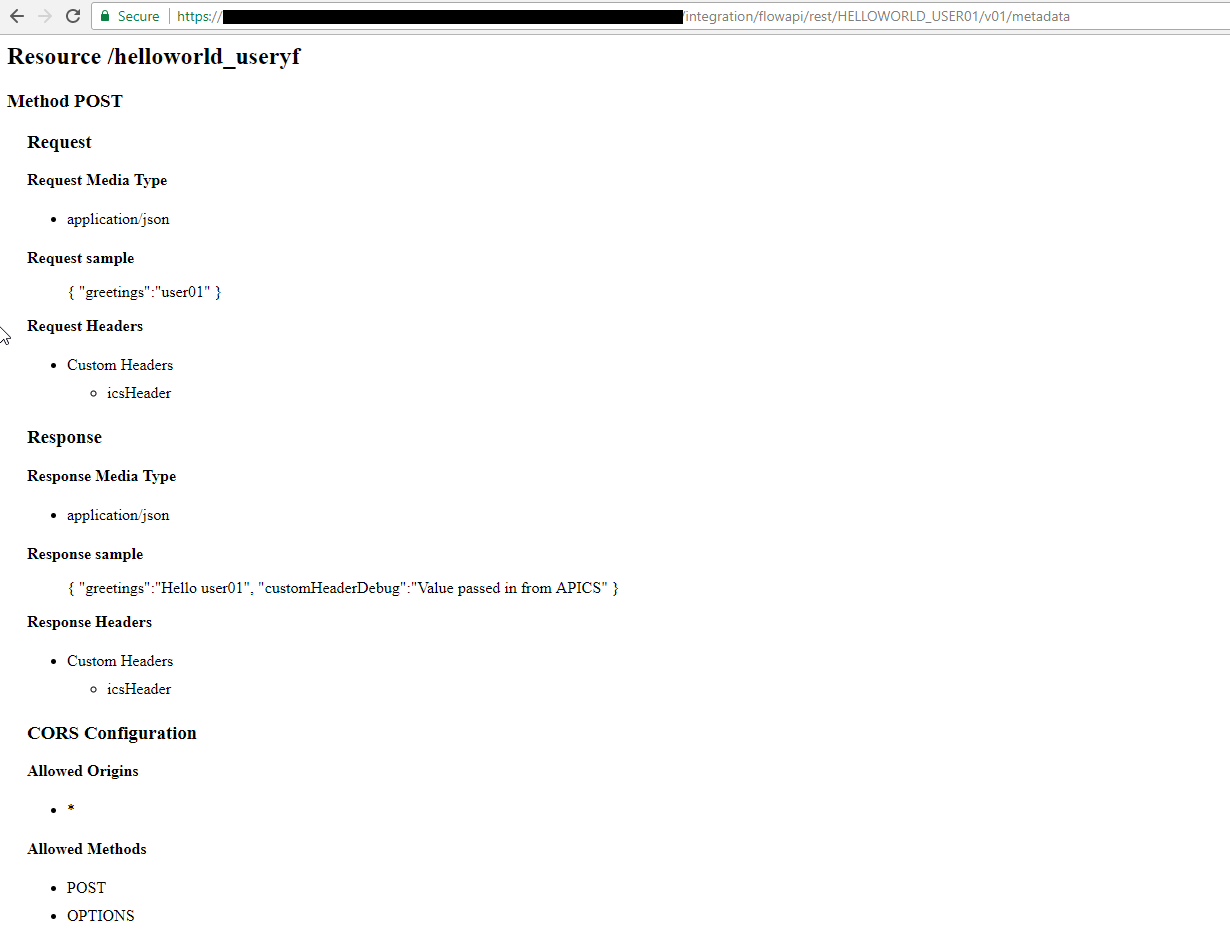 Secure https:// /integration/flowapi/rest/HELLOWORLD_USER01/v01/metadata
Resource /helloworld_useryf
Method POST
Request
Request Media Type
application/json
Request sample
{ "greetings":"user01" }
Request Headers
Custom Headers
icsHeader
Response
Response Media Type
application/json
Response sample
{ "greetings":"Hello user01", "customHeaderDebug":"Value passed in from APICS" }
Response Headers
Custom Headers
icsHeader
CORS Configuration
Allowed Origins
*
Allowed Methods
POST
OPTIONS